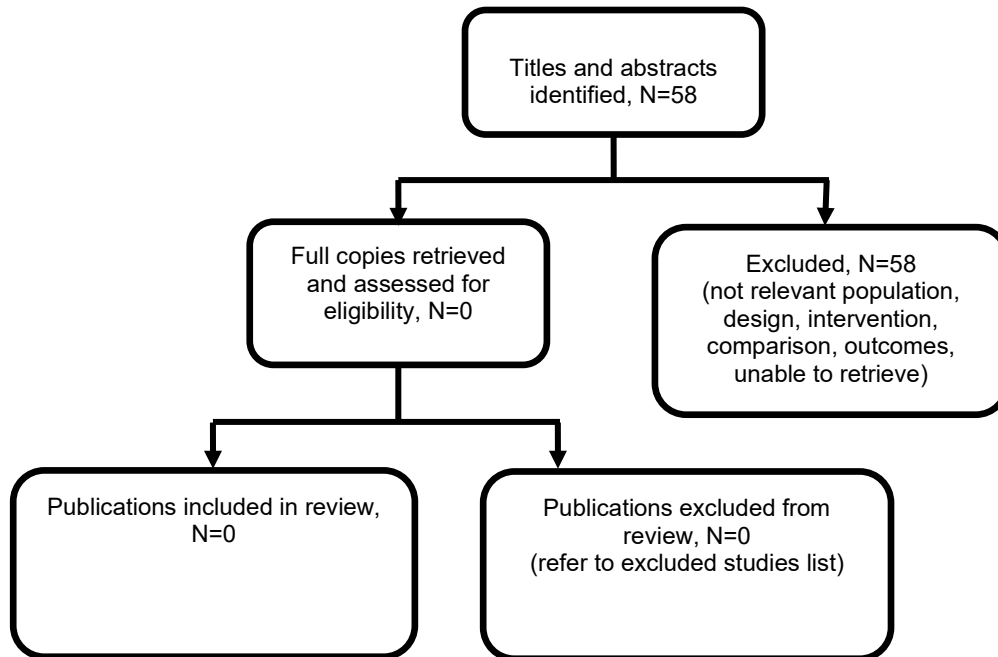 Titles and abstracts
identified, N=58
Full copies retrieved
and assessed for
eligibility, N=0
Excluded, N=58
(not relevant population,
design, intervention,
comparison, outcomes,
unable to retrieve)
Publications included in review,
N=0
Publications excluded from
review, N=0
(refer to excluded studies list)